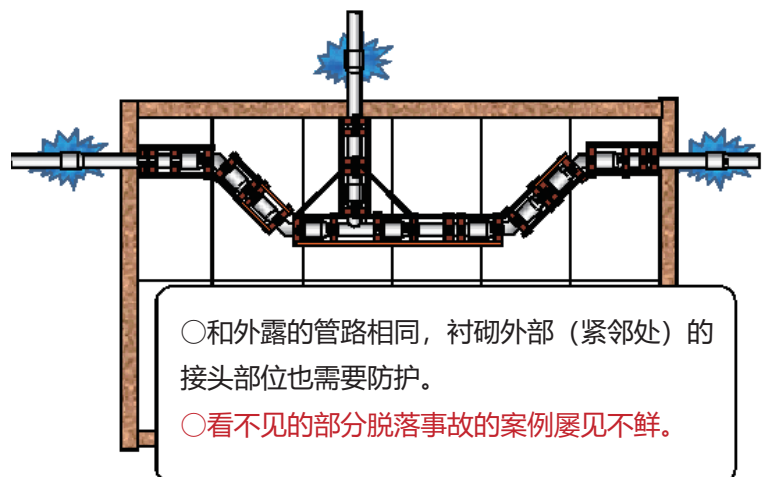 ○和外露的管路相同，衬砌外部（紧邻处）的
接头部位也需要防护。
○看不见的部分脱落事故的案例屡见不鲜。